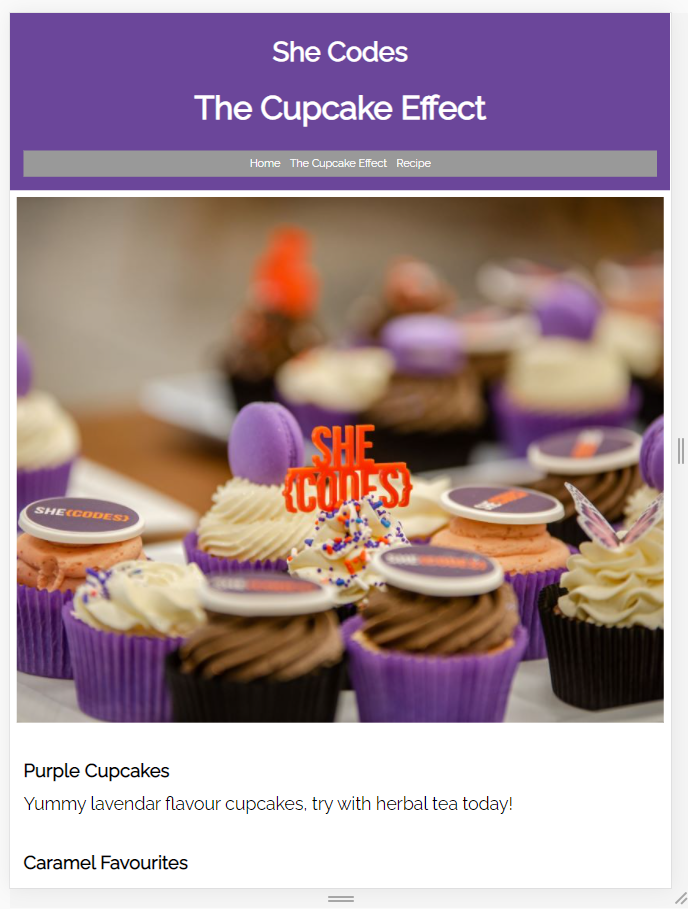 She Codes
The Cupcake Effect
Home The Cupcake Effect Recipe
SHE
{CODES}
SHE{CODES}
Purple Cupcakes
Yummy lavendar flavour cupcakes, try with herbal tea today!
Caramel Favourites